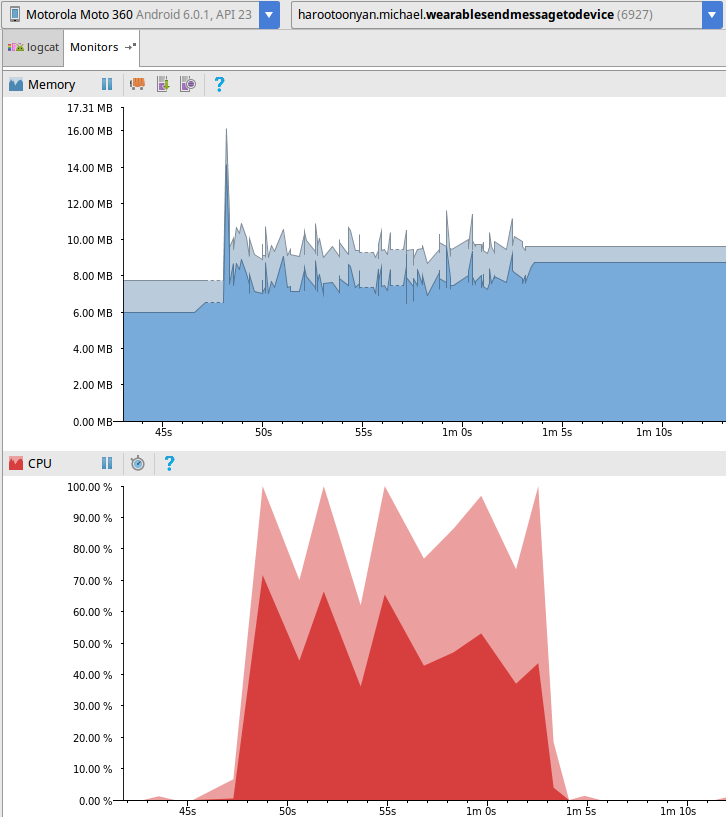 Motorola Moto 360 Android 6.0.1, API 23
harootoonyan.michael.wearablesendmessagetodevice (6927)
logcat
Monitors
Memory
?
17.31 MB
16.00 MB
14.00 MB
12.00 MB
10.00 MB
8.00 MB
6.00 MB
4.00 MB
2.00 MB
0.00 MB
45s 50s 55s 1m 0s 1m 5s 1m 10s
CPU
?
100.00 %
90.00 %
80.00 %
70.00 %
60.00 %
50.00 %
40.00 %
30.00 %
20.00 %
10.00 %
0.00 %
45s 50s 55s 1m 0s 1m 5s 1m 10s